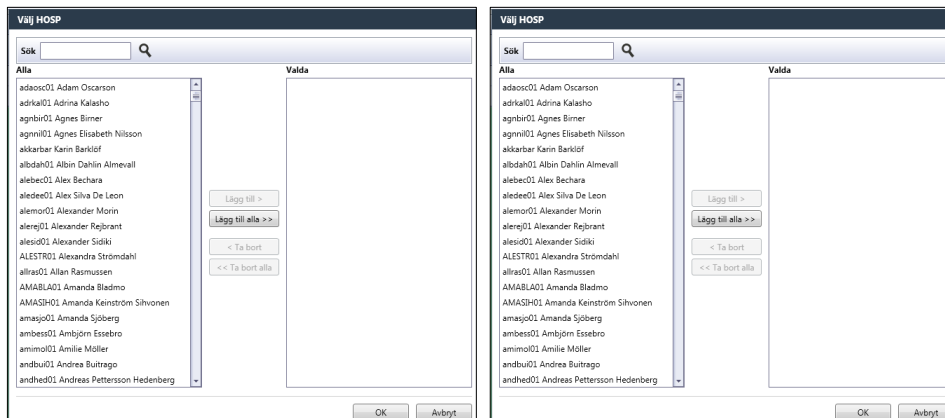 Välj HOSP
Sök
Alla Valda
adaosc01 Adam Oscarson
adrkal01 Adrina Kalasho
agnbir01 Agnes Birner
agnnil01 Agnes Elisabeth Nilsson
akkarbar Karin Barklöf
albdah01 Albin Dahlin Almevall
alebec01 Alex Bechara
aledee01 Alex Silva De Leon
alemor01 Alexander Morin
alerej01 Alexander Rejbrant
alesid01 Alexander Sidiki
ALESTR01 Alexandra Strömdahl
allras01 Allan Rasmussen
AMABLA01 Amanda Bladmo
AMASIH01 Amanda Keinström Sihvonen
amasjo01 Amanda Sjöberg
ambess01 Ambjörn Essebro
amimol01 Amilie Möller
andbui01 Andrea Buitrago
andhed01 Andreas Pettersson Hedenberg
Lägg till >
Lägg till alla >>
< Ta bort
<< Ta bort alla
OK Avbryt
Välj HOSP
Sök
Alla Valda
adaosc01 Adam Oscarson
adrkal01 Adrina Kalasho
agnbir01 Agnes Birner
agnnil01 Agnes Elisabeth Nilsson
akkarbar Karin Barklöf
albdah01 Albin Dahlin Almevall
alebec01 Alex Bechara
aledee01 Alex Silva De Leon
alemor01 Alexander Morin
alerej01 Alexander Rejbrant
alesid01 Alexander Sidiki
ALESTR01 Alexandra Strömdahl
allras01 Allan Rasmussen
AMABLA01 Amanda Bladmo
AMASIH01 Amanda Keinström Sihvonen
amasjo01 Amanda Sjöberg
ambess01 Ambjörn Essebro
amimol01 Amilie Möller
andbui01 Andrea Buitrago
andhed01 Andreas Pettersson Hedenberg
Lägg till >
Lägg till alla >>
< Ta bort
<< Ta bort alla
OK Avbryt